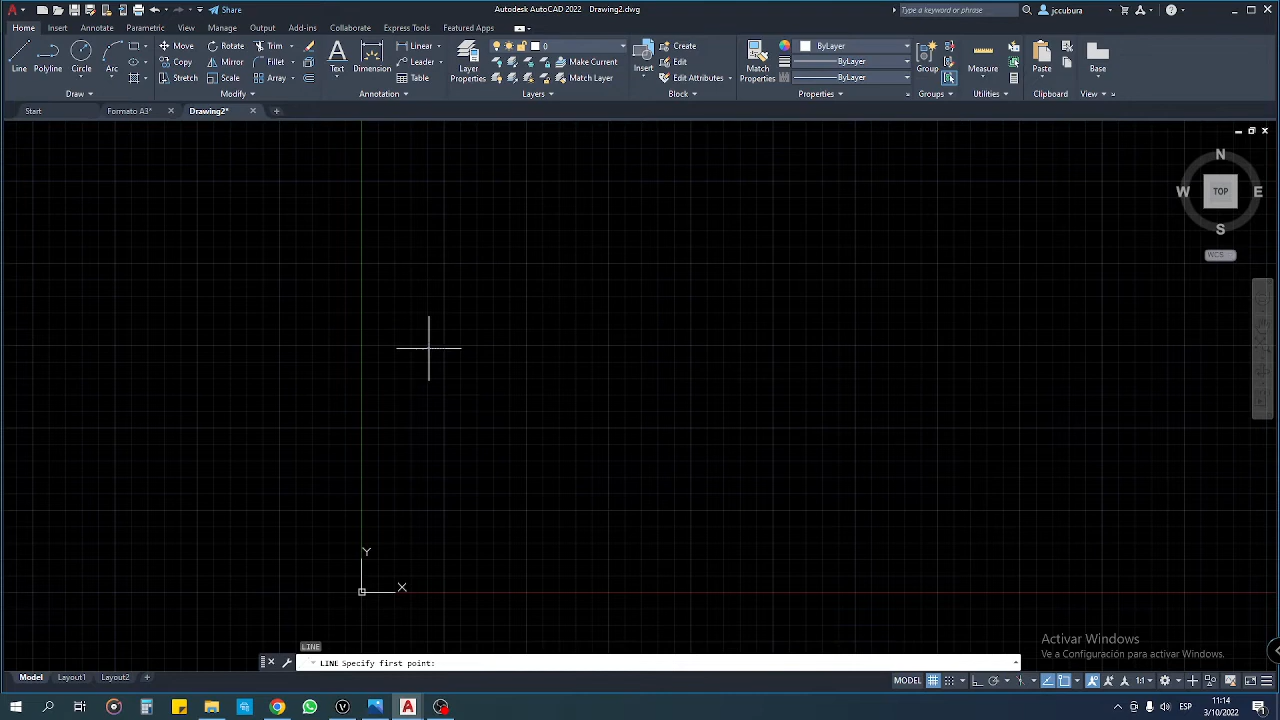 Share
Autodesk AutoCAD 2022 Drawing2.dwg
Type a keyword or phrase
jccubura
Home Insert Annotate Parametric View Manage Output Add-ins Collaborate Express Tools Featured Apps
Line Polyline Circle Arc
Move Rotate Trim
Copy Mirror Fillet
Stretch Scale Array
Text Dimension
Linear
Leader
Table
Layer
Properties
0
Make Current
Match Layer
Insert
Create
Edit
Edit Attributes
Match
Properties
ByLayer
ByLayer
ByLayer
Group
Measure
Paste
Base
Draw Modify Annotation Layers Block Properties Groups Utilities Clipboard View
Start Formato A3* Drawing2*
N
W TOP E
S
WCS
Y
X
LINE
LINE Specify first point:
Activar Windows
Ve a Configuración para activar Windows.
Model Layout1 Layout2
MODEL
1:1
ESP
11:14
3/10/2022